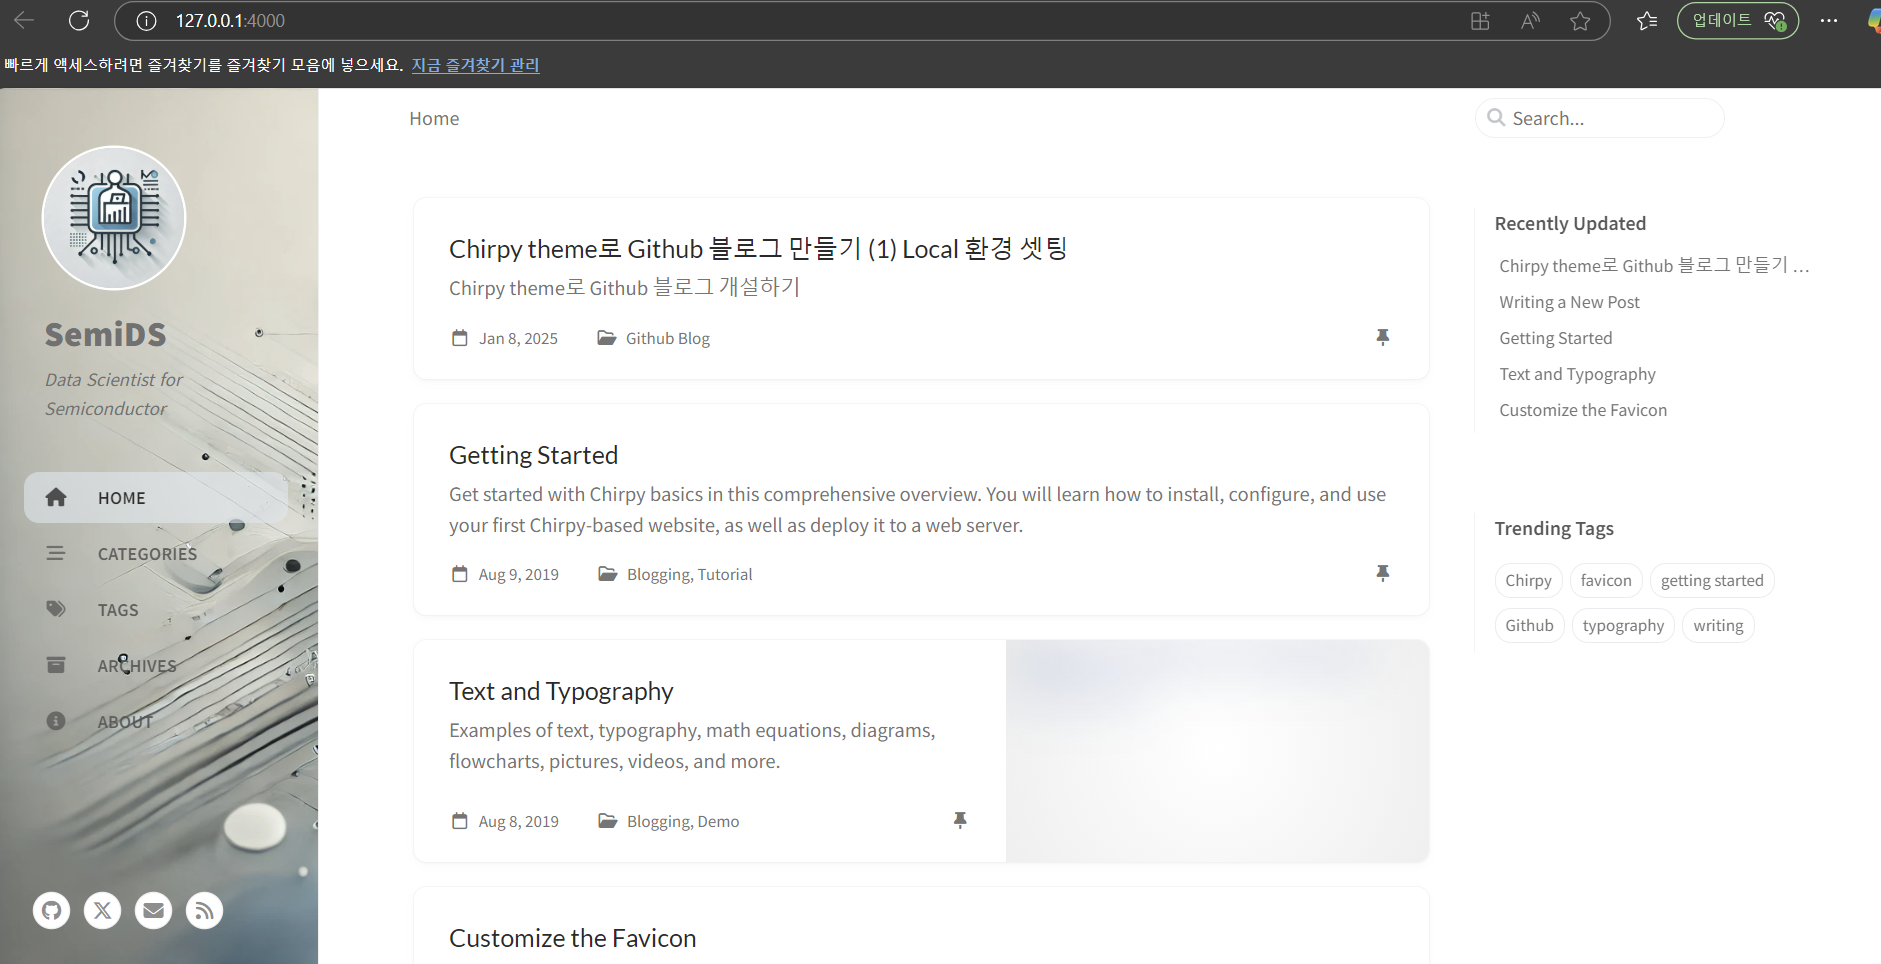 127.0.0.1:4000
업데이트
빠르게 액세스하려면 즐겨찾기를 즐겨찾기 모음에 넣으세요. 지금 즐겨찾기 관리
SemiDS
Data Scientist for
Semiconductor
HOME
CATEGORIES
TAGS
ARCHIVES
ABOUT
Home
Search...
Chirpy theme로 Github 블로그 만들기 (1) Local 환경 셋팅
Chirpy theme로 Github 블로그 개설하기
Jan 8, 2025 Github Blog
Getting Started
Get started with Chirpy basics in this comprehensive overview. You will learn how to install, configure, and use
your first Chirpy-based website, as well as deploy it to a web server.
Aug 9, 2019 Blogging, Tutorial
Text and Typography
Examples of text, typography, math equations, diagrams,
flowcharts, pictures, videos, and more.
Aug 8, 2019 Blogging, Demo
Customize the Favicon
Recently Updated
Chirpy theme로 Github 블로그 만들기 ...
Writing a New Post
Getting Started
Text and Typography
Customize the Favicon
Trending Tags
Chirpy favicon getting started
Github typography writing